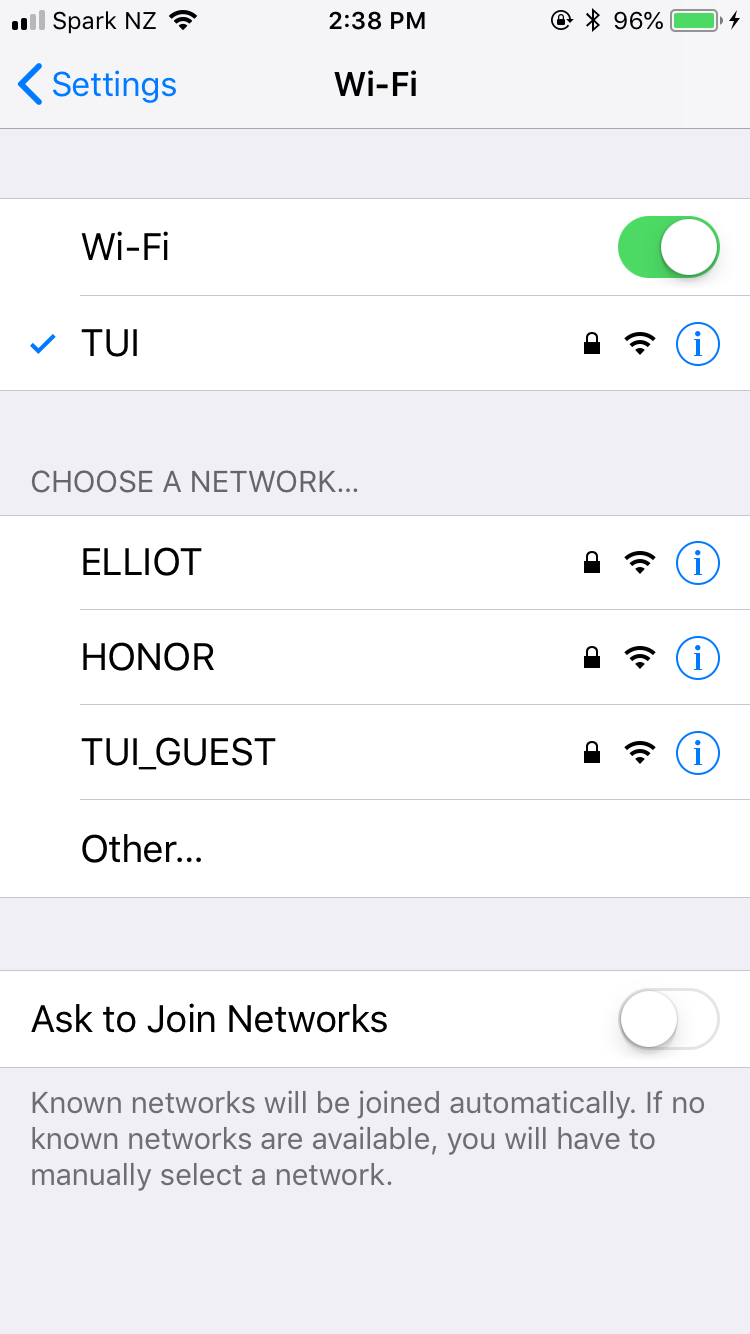 Spark NZ 2:38 PM 96%
Settings Wi-Fi
Wi-Fi
TUI
CHOOSE A NETWORK...
ELLIOT
HONOR
TUI_GUEST
Other...
Ask to Join Networks
Known networks will be joined automatically. If no
known networks are available, you will have to
manually select a network.